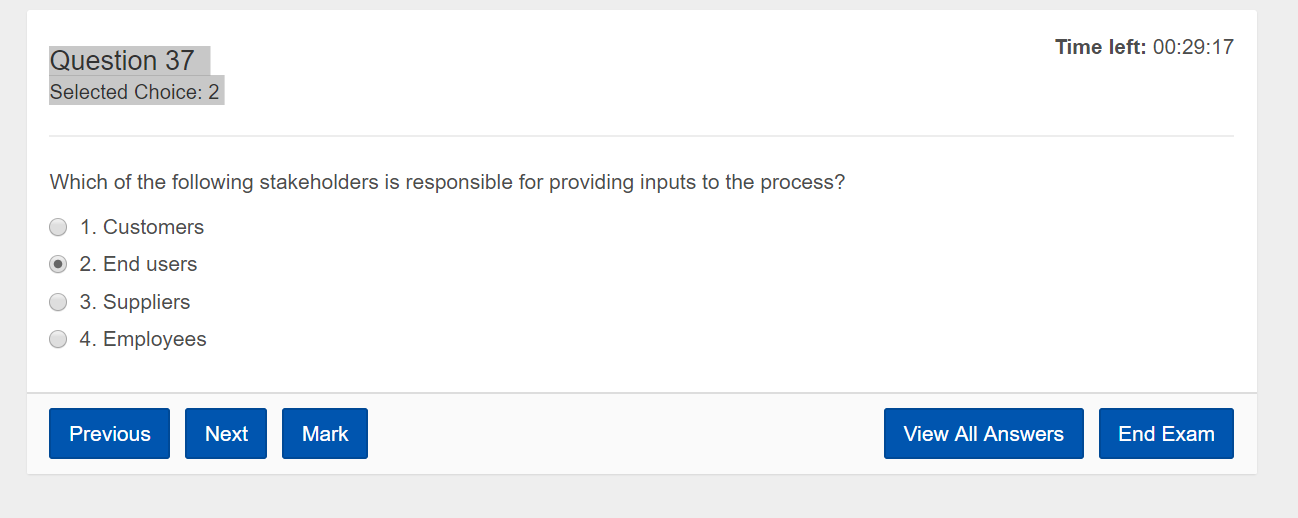 Question 37
Time left: 00:29:17
Selected Choice: 2
Which of the following stakeholders is responsible for providing inputs to the process?
1. Customers
2. End users
3. Suppliers
4. Employees
Previous Next Mark View All Answers End Exam